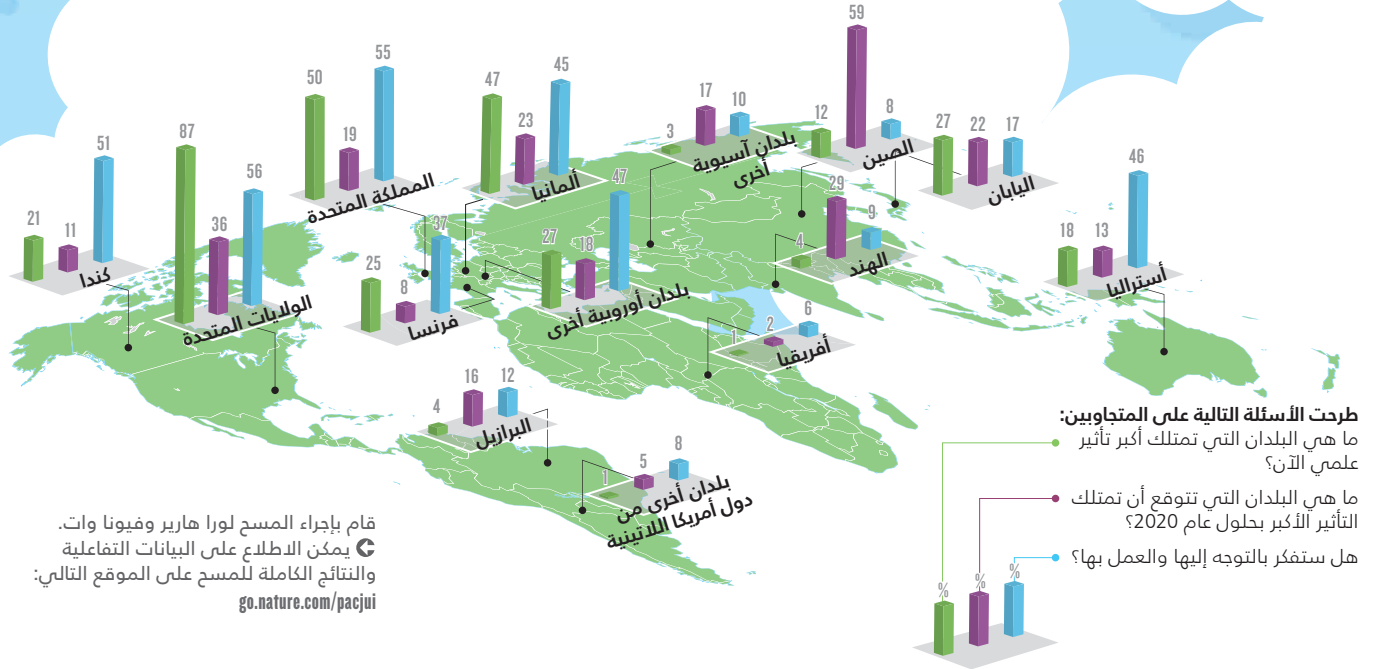 21
11
51
كندا
87
36
56
الولايات المتحدة
50
19
55
المملكة المتحدة
25
8
37
فرنسا
47
23
45
ألمانيا
27
18
47
بلدان أوروبية أخرى
3
17
10
بلدان آسيوية
أخرى
12
59
8
الصين
27
22
17
اليابان
4
29
9
الهند
1
2
6
أفريقيا
18
13
46
أستراليا
4
16
12
البرازيل
1
5
8
بلدان أخرى من
دول أمريكا اللاتينية
طرحت الأسئلة التالية على المتجاوبين:
ما هي البلدان التي تمتلك أكبر تأثير
علمي الآن؟
ما هي البلدان التي تتوقع أن تمتلك
التأثير الأكبر بحلول عام 2020؟
هل ستفكر بالتوجه إليها والعمل بها؟
%
%
%
قام بإجراء المسح لورا هارير وفيونا وات.
يمكن الاطلاع على البيانات التفاعلية
والنتائج الكاملة للمسح على الموقع التالي:
go.nature.com/pacjui